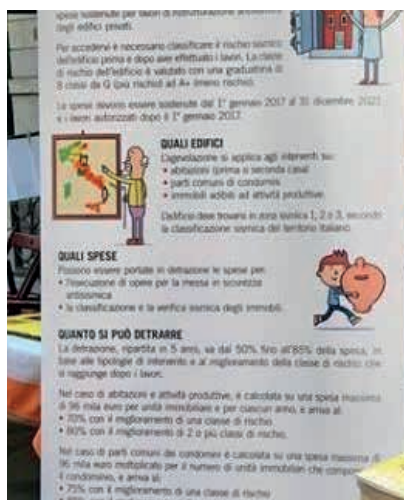 spese sostenute per lavori di ristrutturazione antisismica
degli edifici privati.
Per accedervi è necessario classificare il rischio sismico
dell'edificio prima e dopo aver effettuato i lavori. La classe
di rischio dell'edificio è valutato con una graduatoria di
8 classi da G (più rischio) ad A+ (meno rischio).
Le spese devono essere sostenute dal 1° gennaio 2017 al 31 dicembre 2021
e i lavori autorizzati dopo il 1° gennaio 2017.
QUALI EDIFICI
L'agevolazione si applica agli interventi su:
• abitazioni (prima o seconda casa)
• parti comuni di condomini
• immobili adibiti ad attività produttive.
L'edificio deve trovarsi in zona sismica 1, 2 o 3, secondo
la classificazione sismica del territorio italiano.
QUALI SPESE
Possono essere portate in detrazione le spese per:
• l'esecuzione di opere per la messa in sicurezza
antisismica
• la classificazione e la verifica sismica degli immobili.
QUANTO SI PUÒ DETRARRE
La detrazione, ripartita in 5 anni, va dal 50% fino all'85% della spesa, in
base alle tipologie di intervento e al miglioramento della classe di rischio che
si raggiunge dopo i lavori.
Nel caso di abitazioni e attività produttive, è calcolata su una spesa massima
di 96 mila euro per unità immobiliare e per ciascun anno, e arriva al:
• 70% con il miglioramento di una classe di rischio
• 80% con il miglioramento di 2 o più classi di rischio.
Nel caso di parti comuni dei condomini è calcolata su una spesa massima di
96 mila euro moltiplicato per il numero di unità immobiliari che
il condominio, e arriva al:
• 75% con il miglioramento di una classe di rischio